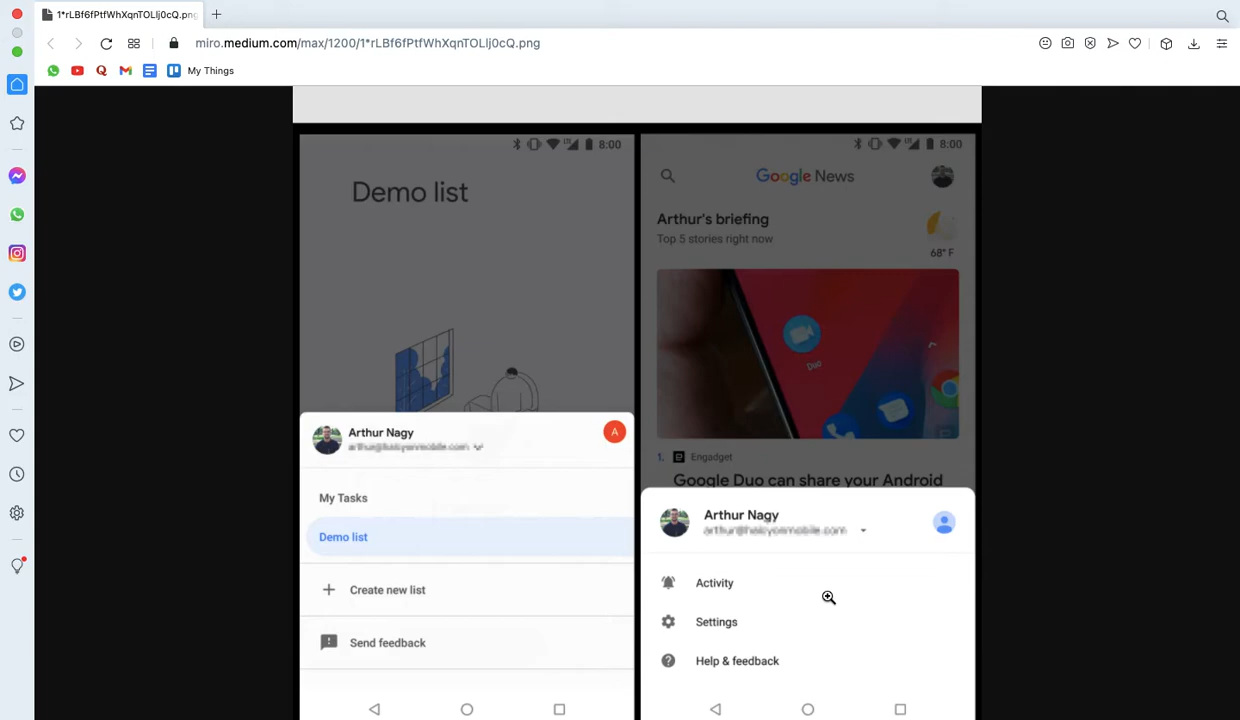 1*rLBf6fPtfWhXqnTOLlj0cQ.png
miro.medium.com/max/1200/1*rLBf6fPtfWhXqnTOLlj0cQ.png
My Things
LTE 8:00
Demo list
Arthur Nagy
A
My Tasks
Demo list
Create new list
Send feedback
LTE 8:00
Google News
Arthur's briefing
Top 5 stories right now
68° F
Duo
1. Engadget
Google Duo can share your Android
Arthur Nagy
Activity
Settings
Help & feedback